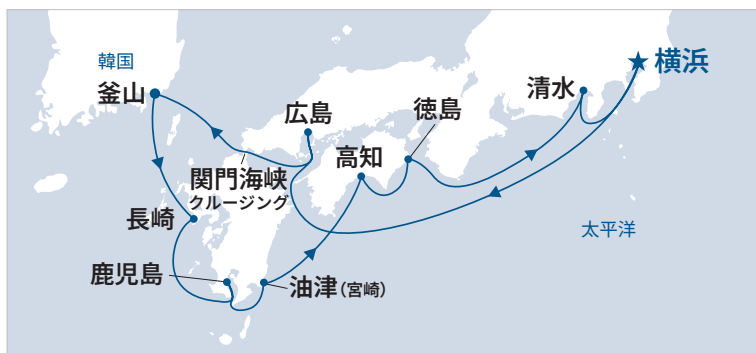 韓国
釜山
広島
徳島
清水
横浜
高知
関門海峡
クルージング
長崎
太平洋
鹿児島
油津（宮崎）